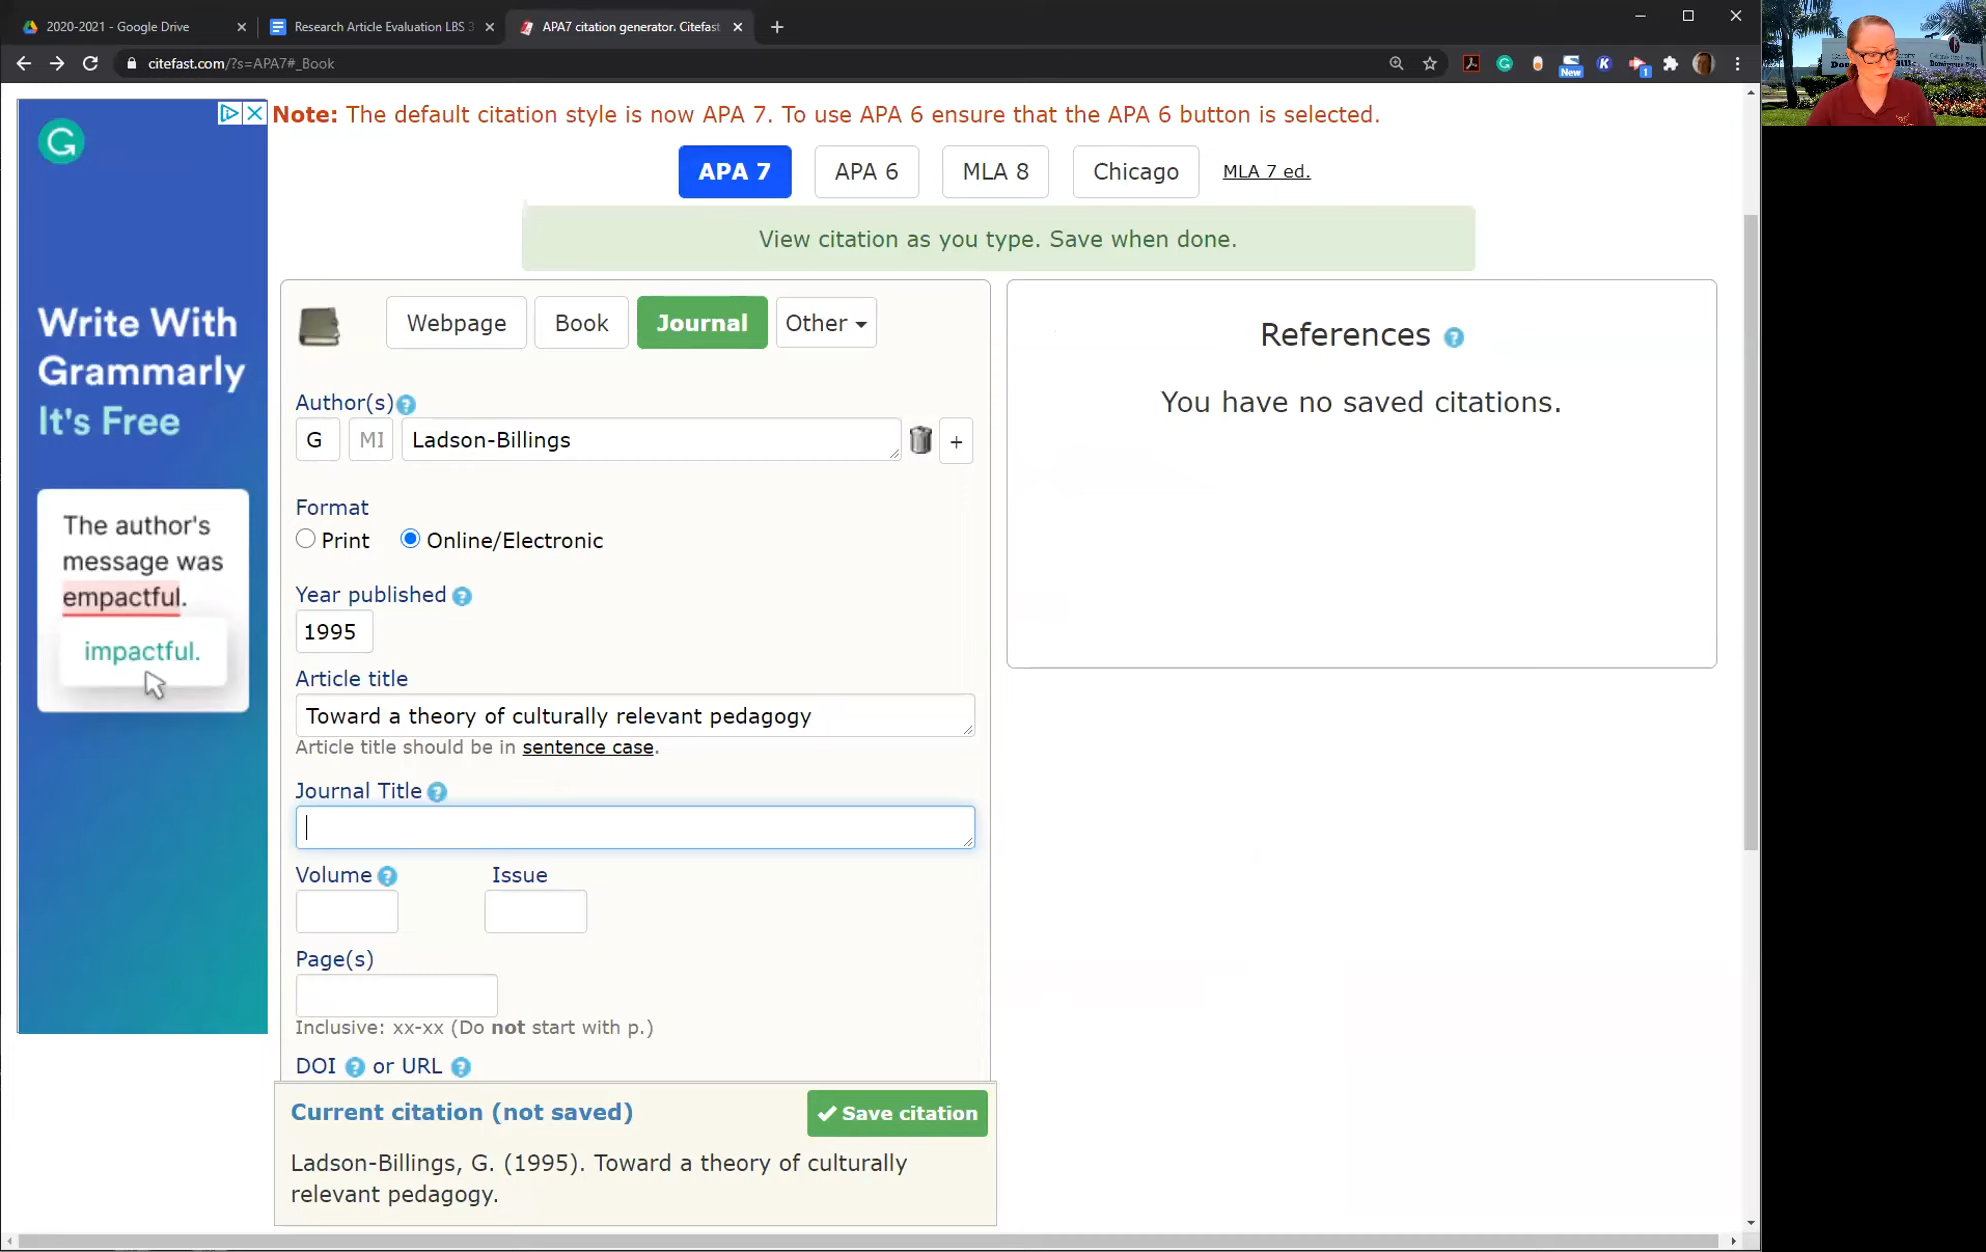 2020-2021 - Google Drive
Research Article Evaluation LBS 3
APA7 citation generator. Citefast
citefast.com/?s=APA7#_Book
New
K
1
Note: The default citation style is now APA 7. To use APA 6 ensure that the APA 6 button is selected.
APA 7
APA 6
MLA 8
Chicago
MLA 7 ed.
View citation as you type. Save when done.
Write With
Grammarly
It's Free
The author's
message was
empactful.
impactful.
Webpage
Book
Journal
Other
Author(s)
G
MI
Ladson-Billings
+
Format
Print
Online/Electronic
Year published
1995
Article title
Toward a theory of culturally relevant pedagogy
Article title should be in sentence case.
Journal Title
Volume
Issue
Page(s)
Inclusive: xx-xx (Do not start with p.)
DOI ? or URL ?
Current citation (not saved)
Save citation
Ladson-Billings, G. (1995). Toward a theory of culturally
relevant pedagogy.
References
You have no saved citations.